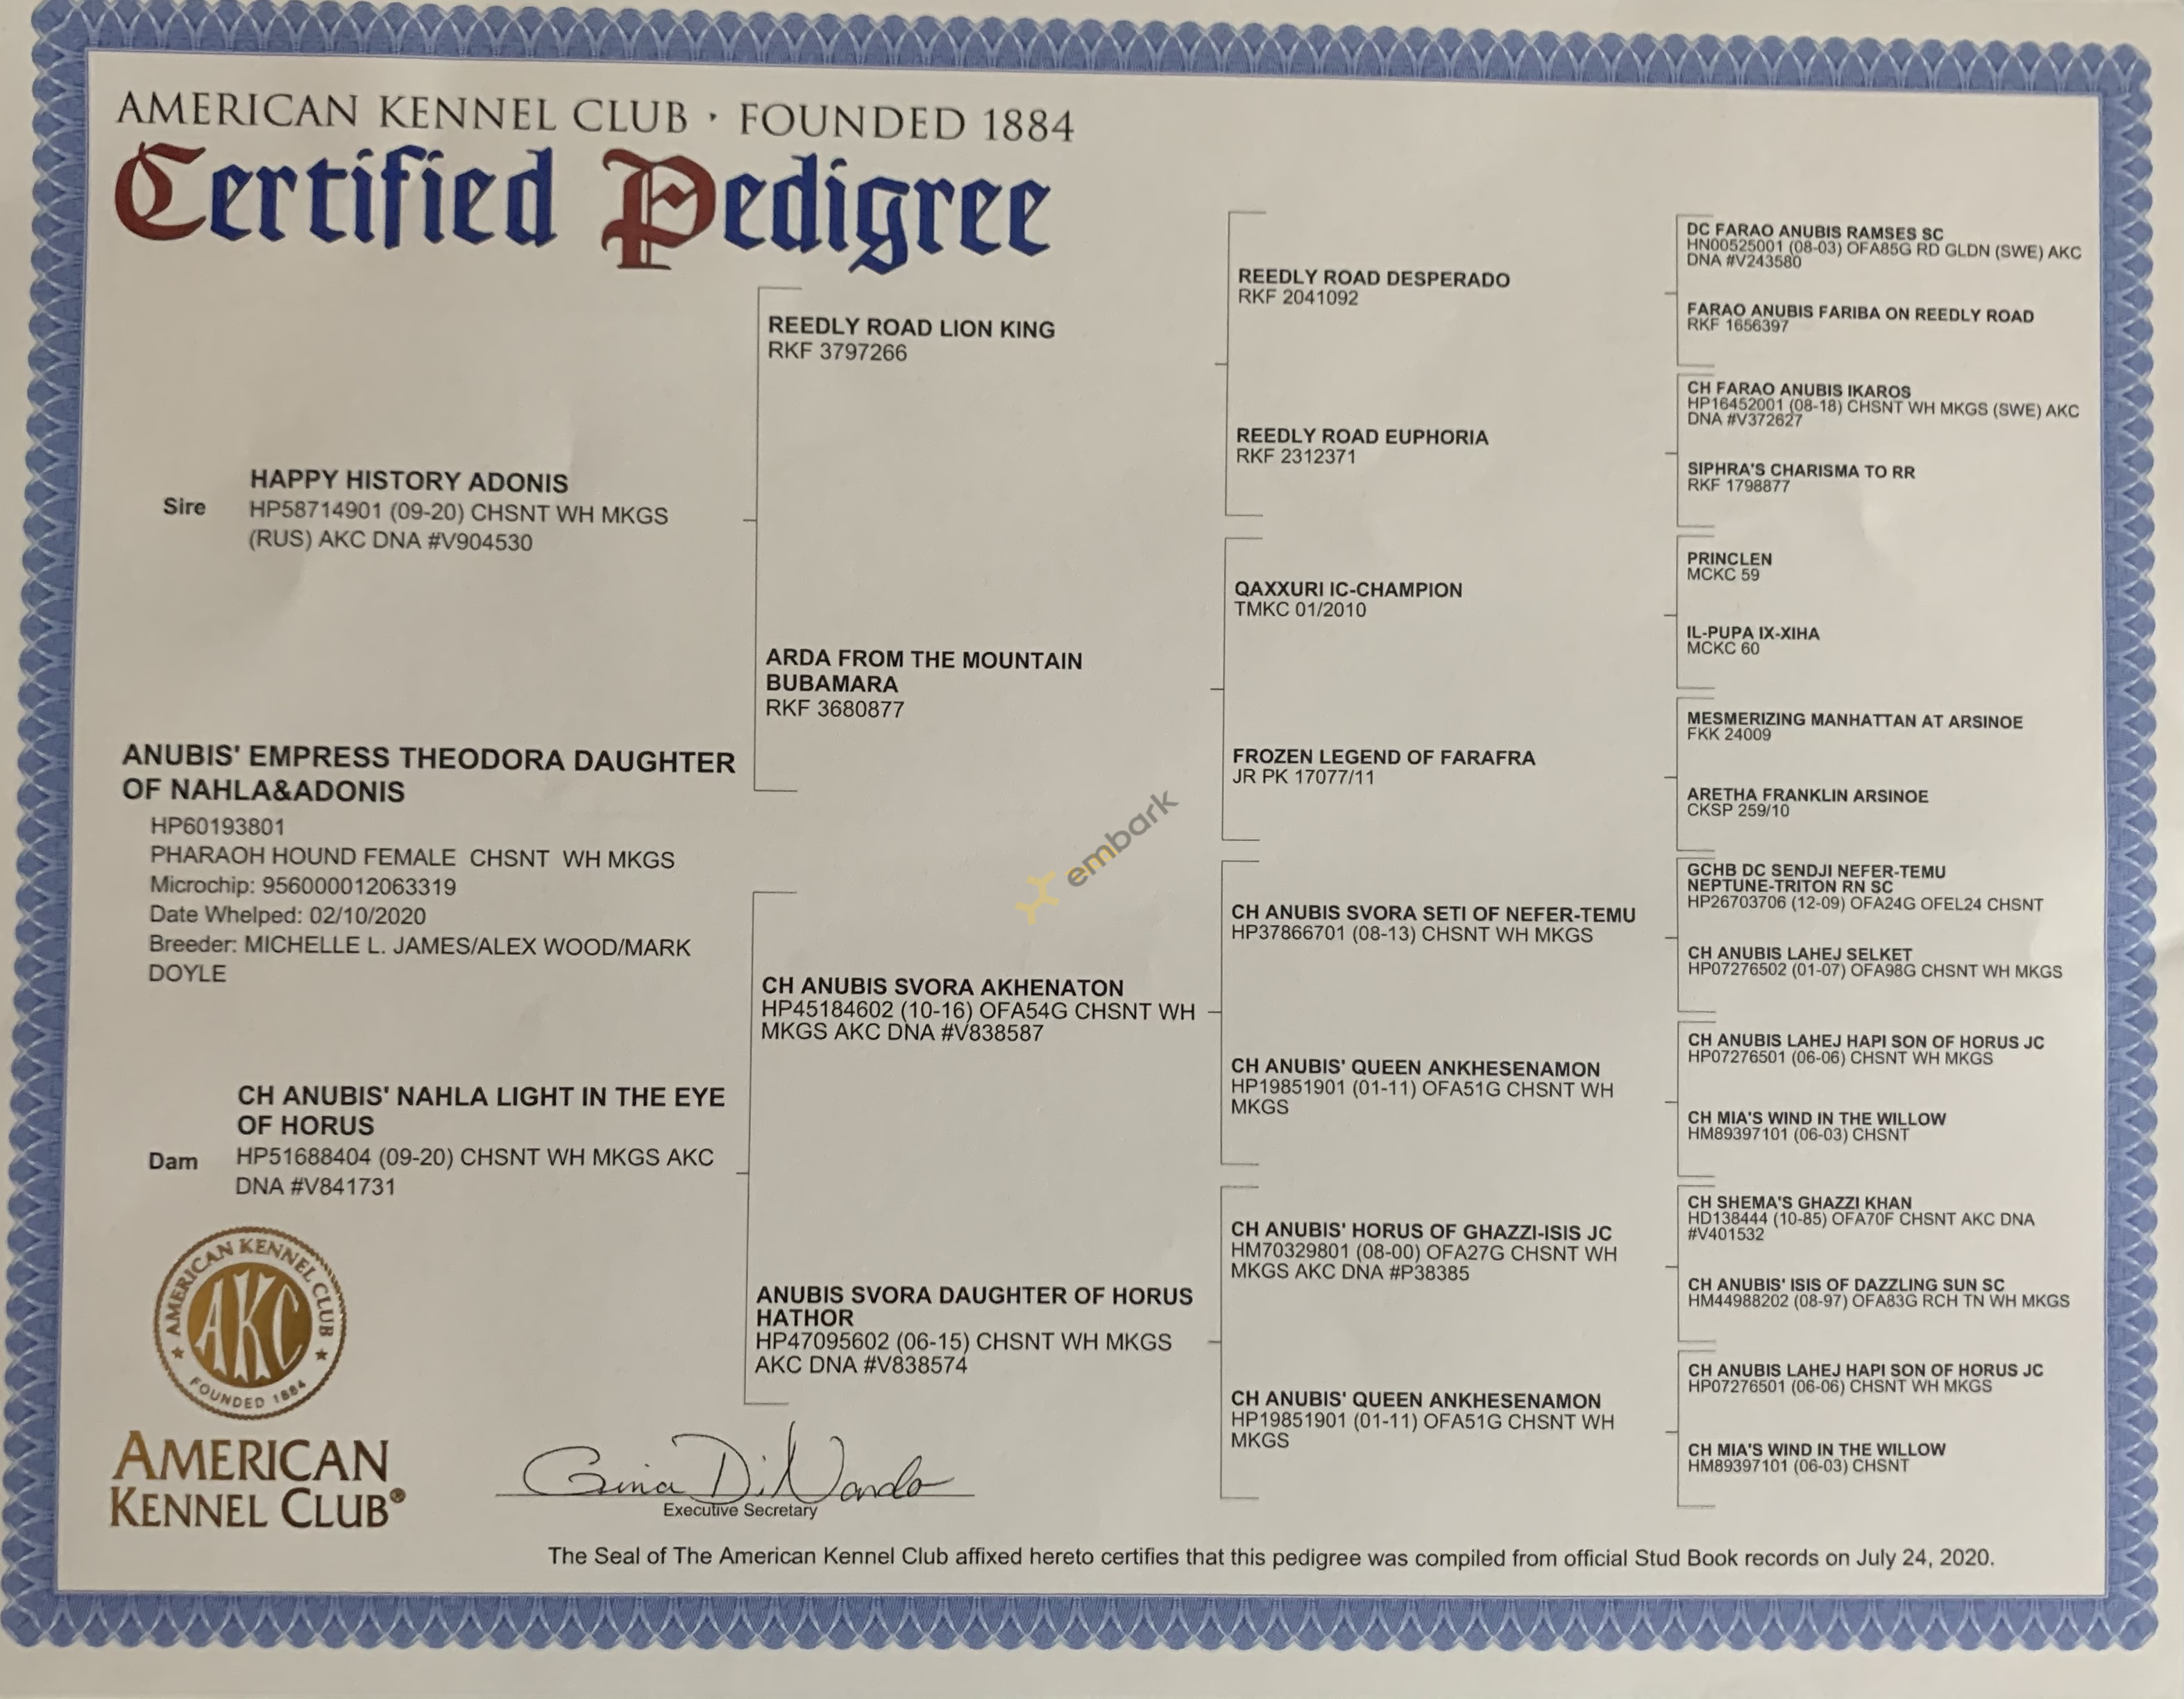 AMERICAN KENNEL CLUB · FOUNDED 1884
Certified Pedigree
Sire
HAPPY HISTORY ADONIS
HP58714901 (09-20) CHSNT WH MKGS
(RUS) AKC DNA #V904530
ANUBIS' EMPRESS THEODORA DAUGHTER
OF NAHLA&ADONIS
HP60193801
PHARAOH HOUND FEMALE CHSNT WH MKGS
Microchip: 956000012063319
Date Whelped: 02/10/2020
Breeder: MICHELLE L. JAMES/ALEX WOOD/MARK
DOYLE
Dam
CH ANUBIS' NAHLA LIGHT IN THE EYE
OF HORUS
HP51688404 (09-20) CHSNT WH MKGS AKC
DNA #V841731
REEDLY ROAD LION KING
RKF 3797266
ARDA FROM THE MOUNTAIN
BUBAMARA
RKF 3680877
CH ANUBIS SVORA AKHENATON
HP45184602 (10-16) OFA54G CHSNT WH
MKGS AKC DNA #V838587
ANUBIS SVORA DAUGHTER OF HORUS
HATHOR
HP47095602 (06-15) CHSNT WH MKGS
AKC DNA #V838574
REEDLY ROAD DESPERADO
RKF 2041092
REEDLY ROAD EUPHORIA
RKF 2312371
QAXXURI IC-CHAMPION
TMKC 01/2010
FROZEN LEGEND OF FARAFRA
JR PK 17077/11
CH ANUBIS SVORA SETI OF NEFER-TEMU
HP37866701 (08-13) CHSNT WH MKGS
CH ANUBIS' QUEEN ANKHESENAMON
HP19851901 (01-11) OFA51G CHSNT WH
MKGS
CH ANUBIS' HORUS OF GHAZZI-ISIS JC
HM70329801 (08-00) OFA27G CHSNT WH
MKGS AKC DNA #P38385
CH ANUBIS' QUEEN ANKHESENAMON
HP19851901 (01-11) OFA51G CHSNT WH
MKGS
DC FARAO ANUBIS RAMSES SC
HN00525001 (08-03) OFA85G RD GLDN (SWE) AKC
DNA #V243580
FARAO ANUBIS FARIBA ON REEDLY ROAD
RKF 1656397
CH FARAO ANUBIS IKAROS
HP16452001 (08-18) CHSNT WH MKGS (SWE) AKC
DNA #V372627
SIPHRA'S CHARISMA TO RR
RKF 1798877
PRINCLEN
MCKC 59
IL-PUPA IX-XIHA
MCKC 60
MESMERIZING MANHATTAN AT ARSINOE
FKK 24009
ARETHA FRANKLIN ARSINOE
CKSP 259/10
GCHB DC SENDJI NEFER-TEMU
NEPTUNE-TRITON RN SC
HP26703706 (12-09) OFA24G OFEL24 CHSNT
CH ANUBIS LAHEJ SELKET
HP07276502 (01-07) OFA98G CHSNT WH MKGS
CH ANUBIS LAHEJ HAPI SON OF HORUS JC
HP07276501 (06-06) CHSNT WH MKGS
CH MIA'S WIND IN THE WILLOW
HM89397101 (06-03) CHSNT
CH SHEMA'S GHAZZI KHAN
HD138444 (10-85) OFA70F CHSNT AKC DNA
#V401532
CH ANUBIS' ISIS OF DAZZLING SUN SC
HM44988202 (08-97) OFA83G RCH TN WH MKGS
CH ANUBIS LAHEJ HAPI SON OF HORUS JC
HP07276501 (06-06) CHSNT WH MKGS
CH MIA'S WIND IN THE WILLOW
HM89397101 (06-03) CHSNT
embark
AMERICAN KENNEL CLUB
AKC
FOUNDED 1884
AMERICAN
KENNEL CLUB®
Gina DiNardo
Executive Secretary
The Seal of The American Kennel Club affixed hereto certifies that this pedigree was compiled from official Stud Book records on July 24, 2020.